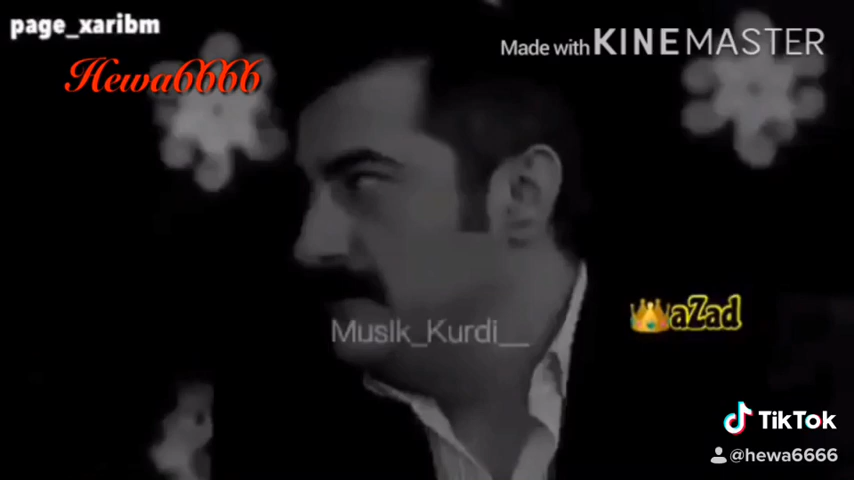 page_xaribm
Made with KINEMASTER
Hewa6666
aZad
MusIk_Kurdi__
TikTok
@hewa6666